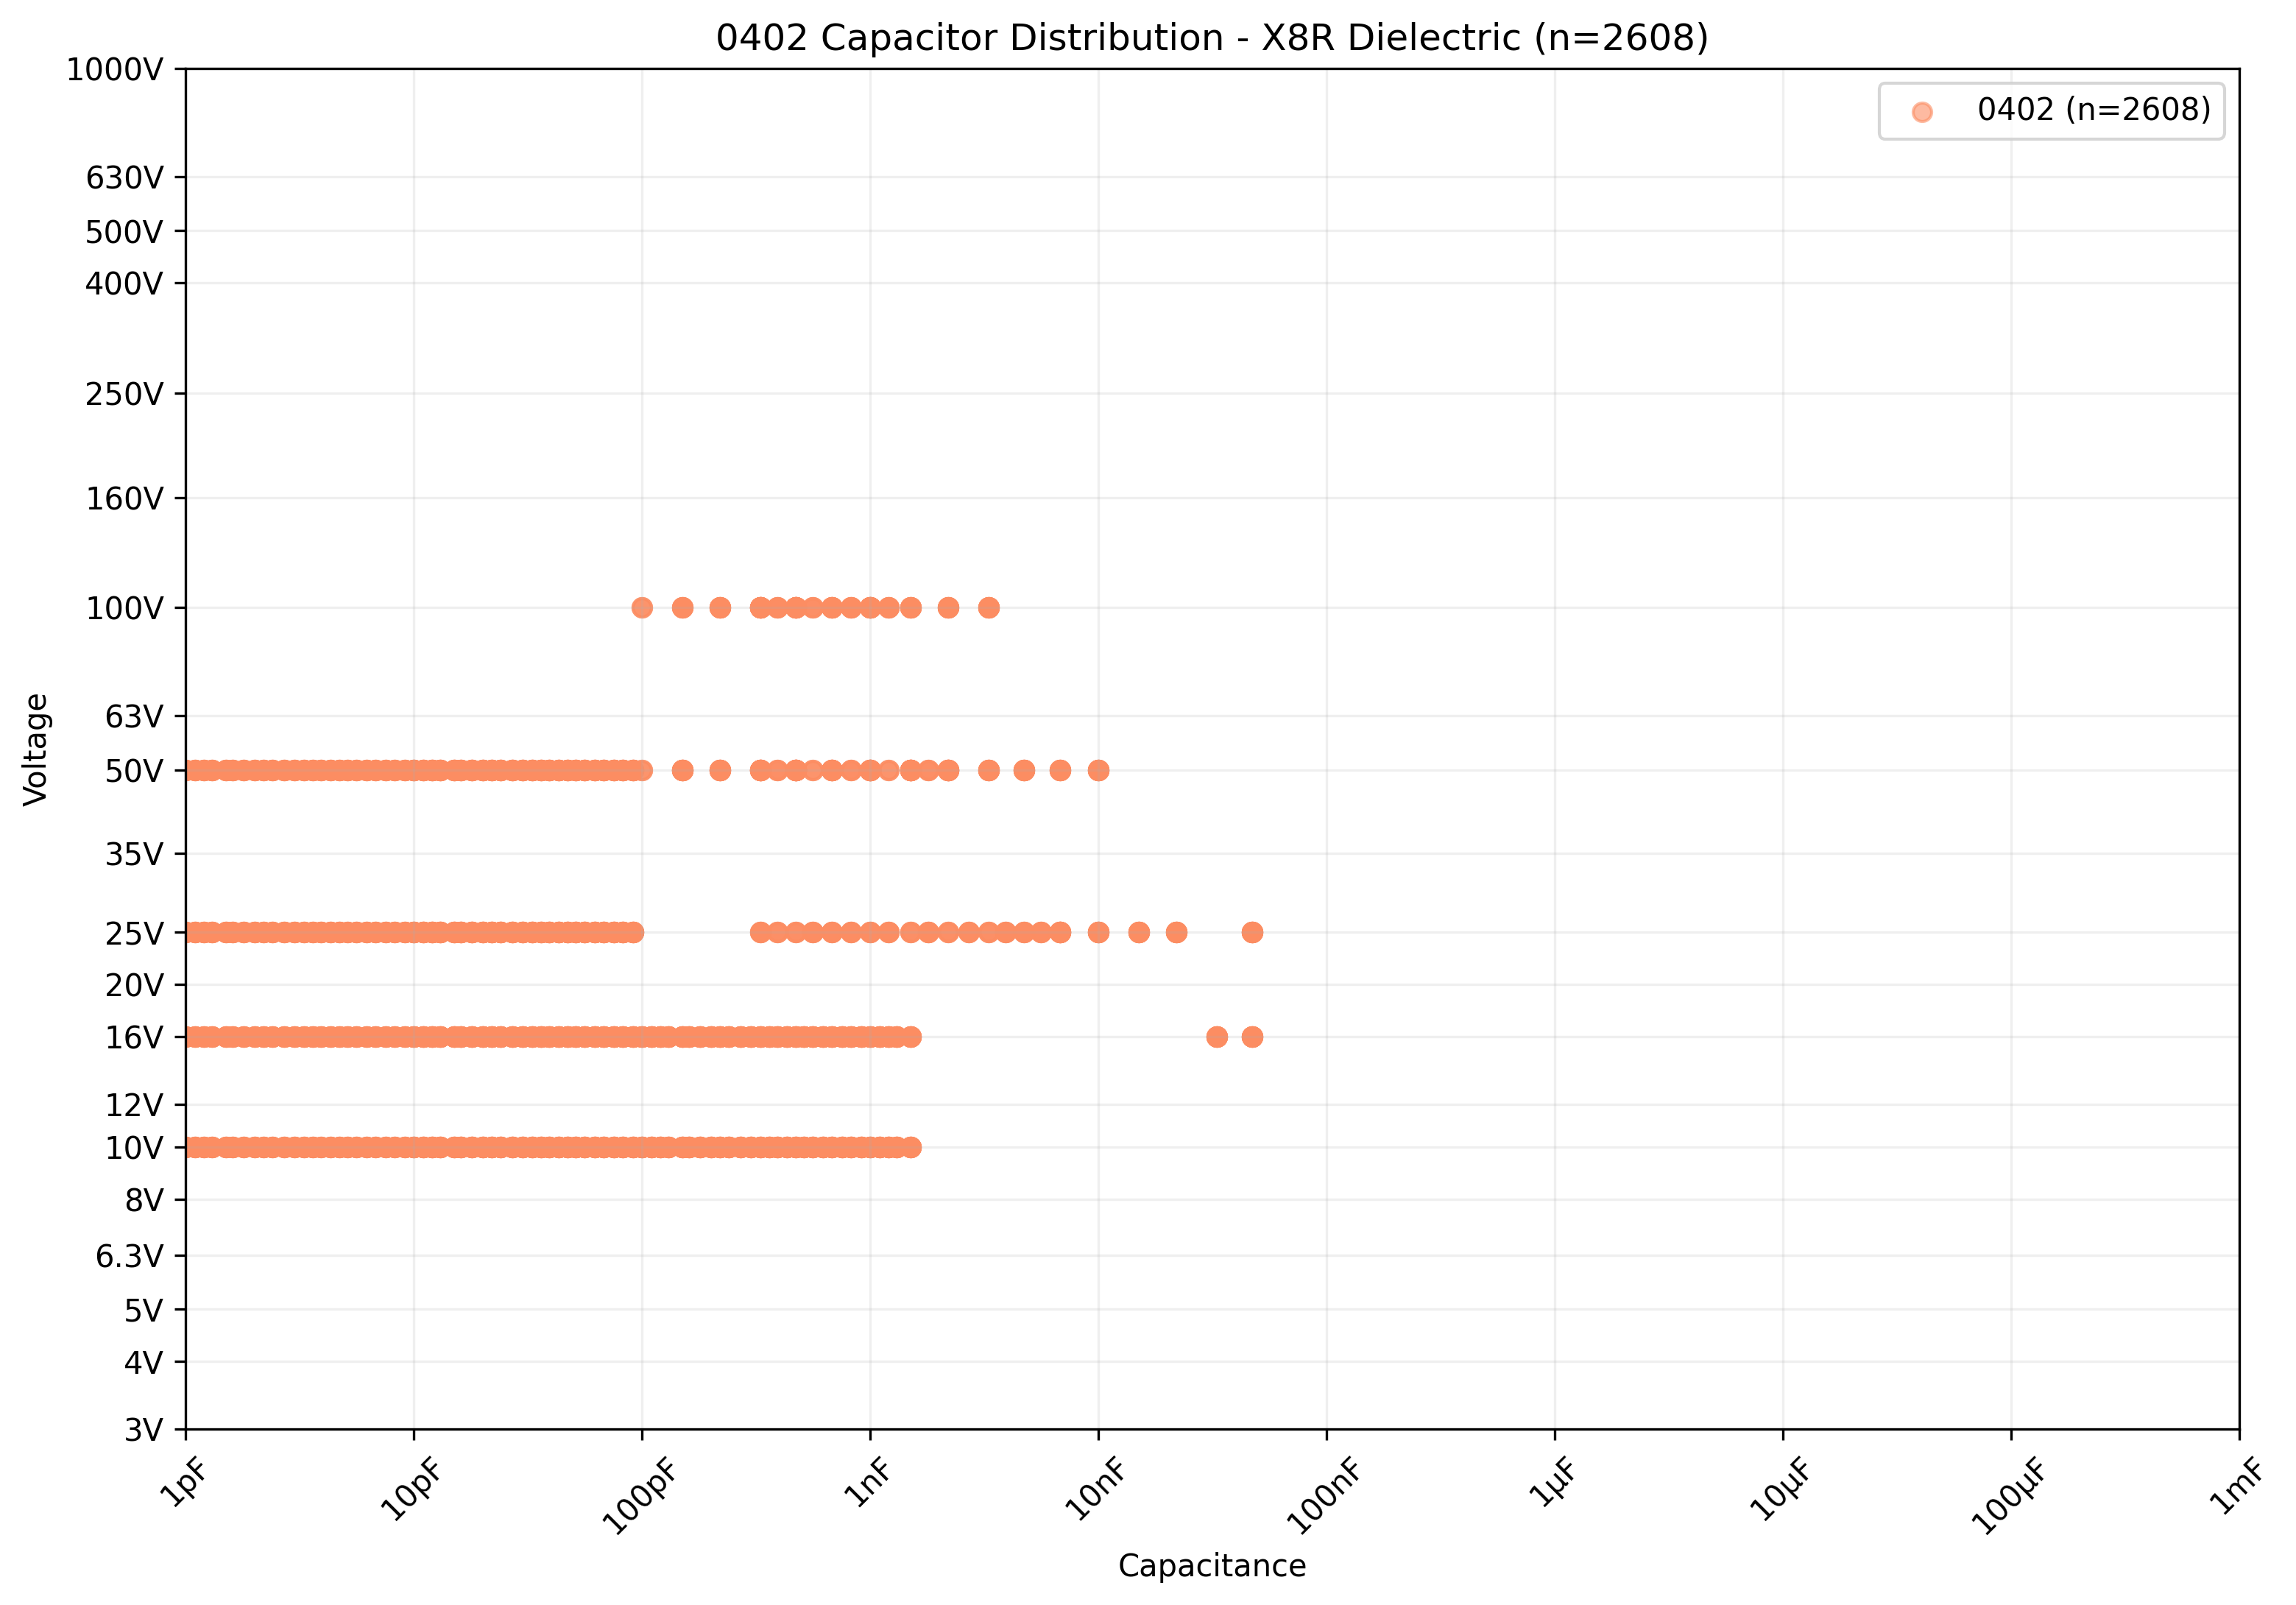 0402 Capacitor Distribution - X8R Dielectric (n=2608)
0402 (n=2608)
Voltage
1000V
630V
500V
400V
250V
160V
100V
63V
50V
35V
25V
20V
16V
12V
10V
8V
6.3V
5V
4V
3V
1pF
10pF
100pF
1nF
10nF
100nF
1μF
10μF
100μF
1mF
Capacitance